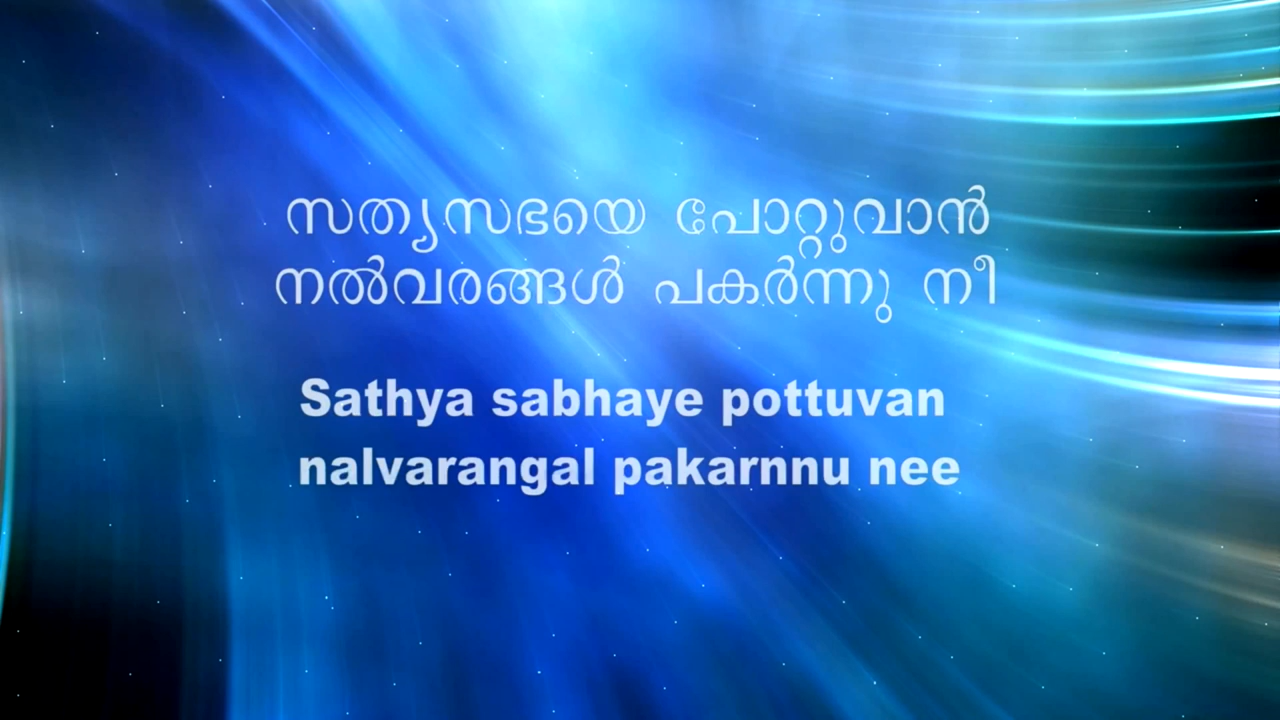 സത്യസഭയെ പോറ്റുവാൻ
നൽവരങ്ങൾ പകർന്നു നീ
Sathya sabhaye pottuvan
nalvarangal pakarnnu nee